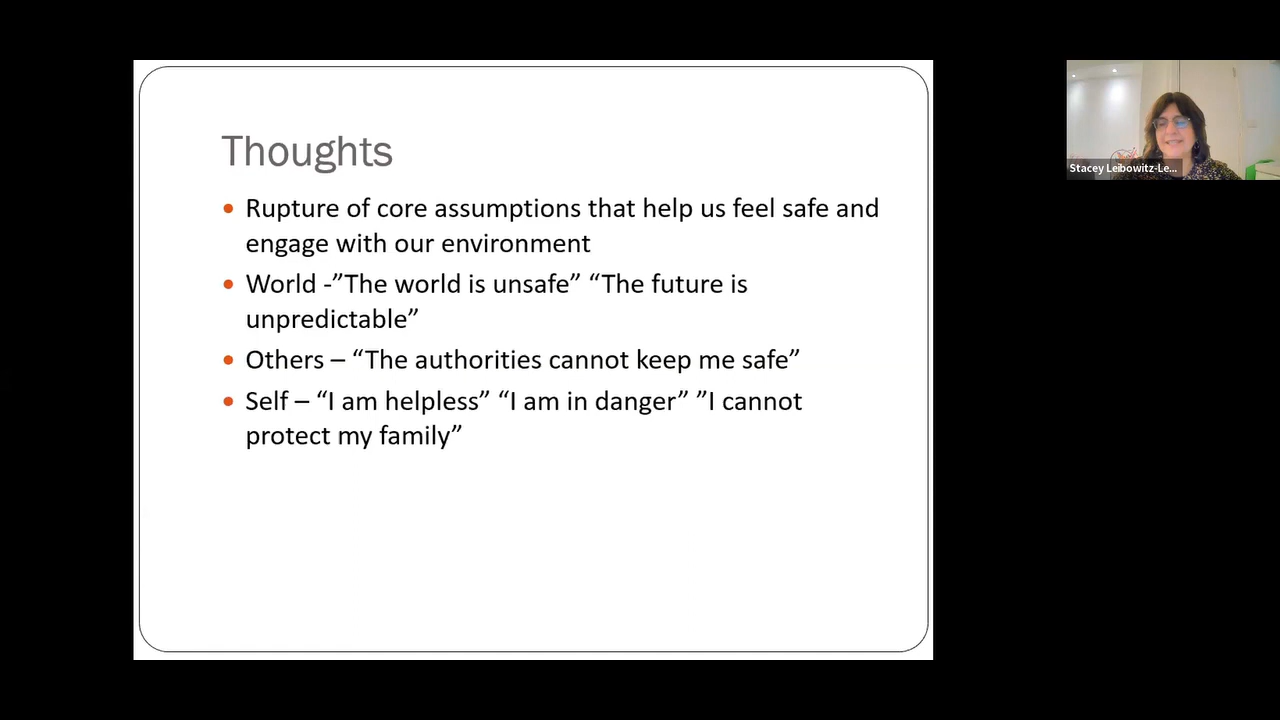 Thoughts
• Rupture of core assumptions that help us feel safe and
engage with our environment
• World -”The world is unsafe” “The future is
unpredictable”
• Others – “The authorities cannot keep me safe”
• Self – “I am helpless” “I am in danger” ”I cannot
protect my family”
Stacey Leibowitz-Le...